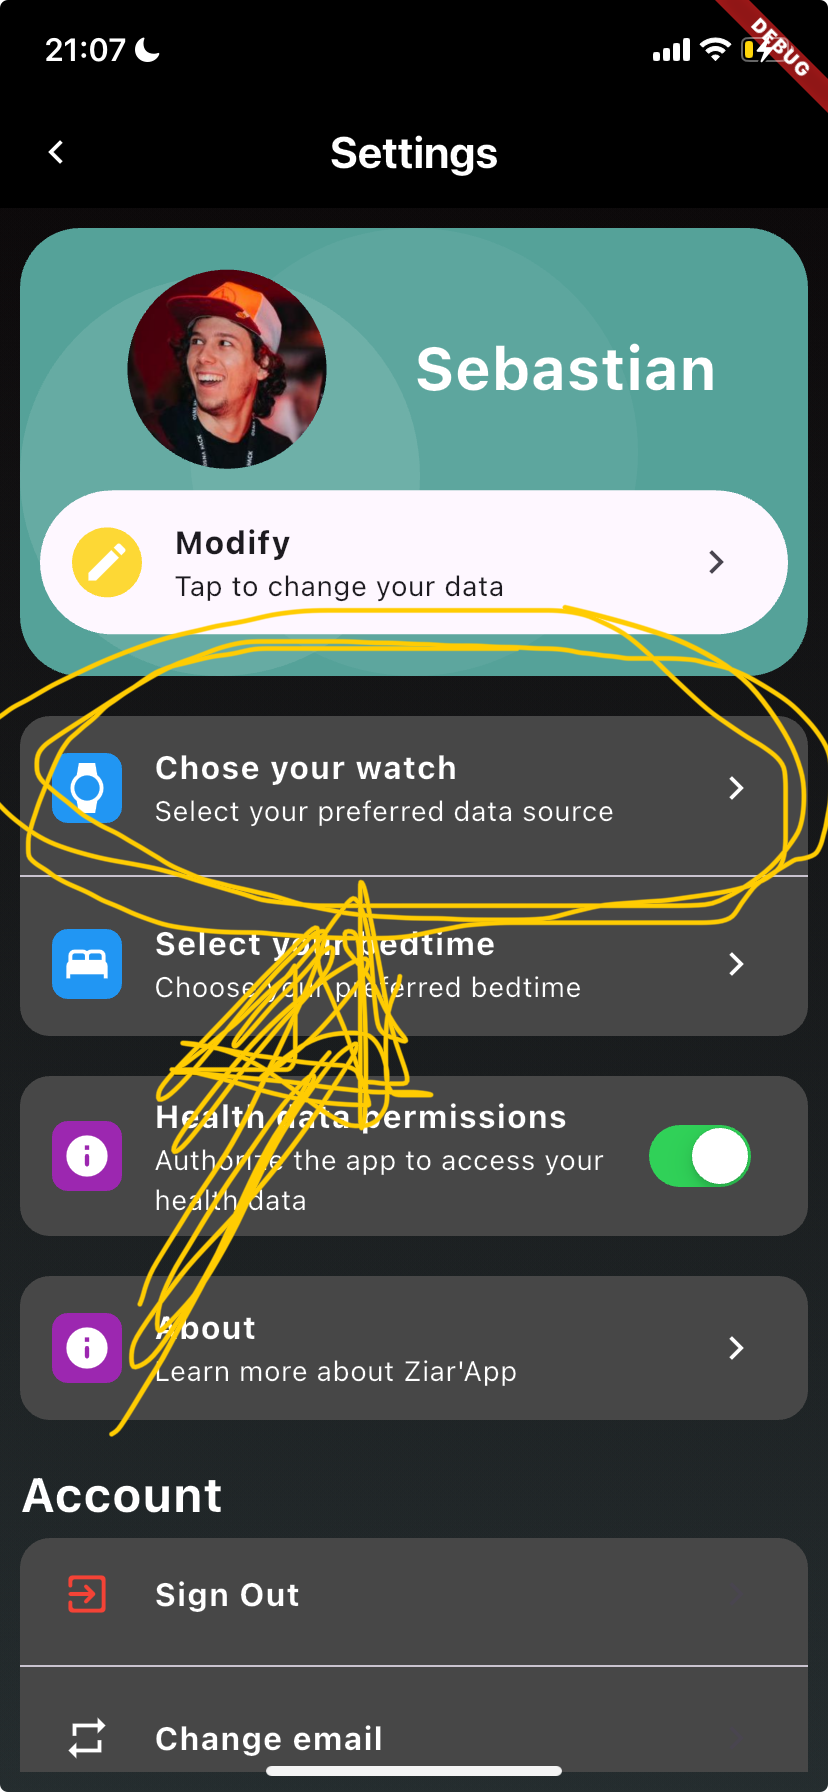 21:07
DEBUG
Settings
Sebastian
Modify
Tap to change your data
Chose your watch
Select your preferred data source
Select your bedtime
Choose your preferred bedtime
Health data permissions
Authorize the app to access your
health data
About
Learn more about Ziar'App
Account
Sign Out
Change email